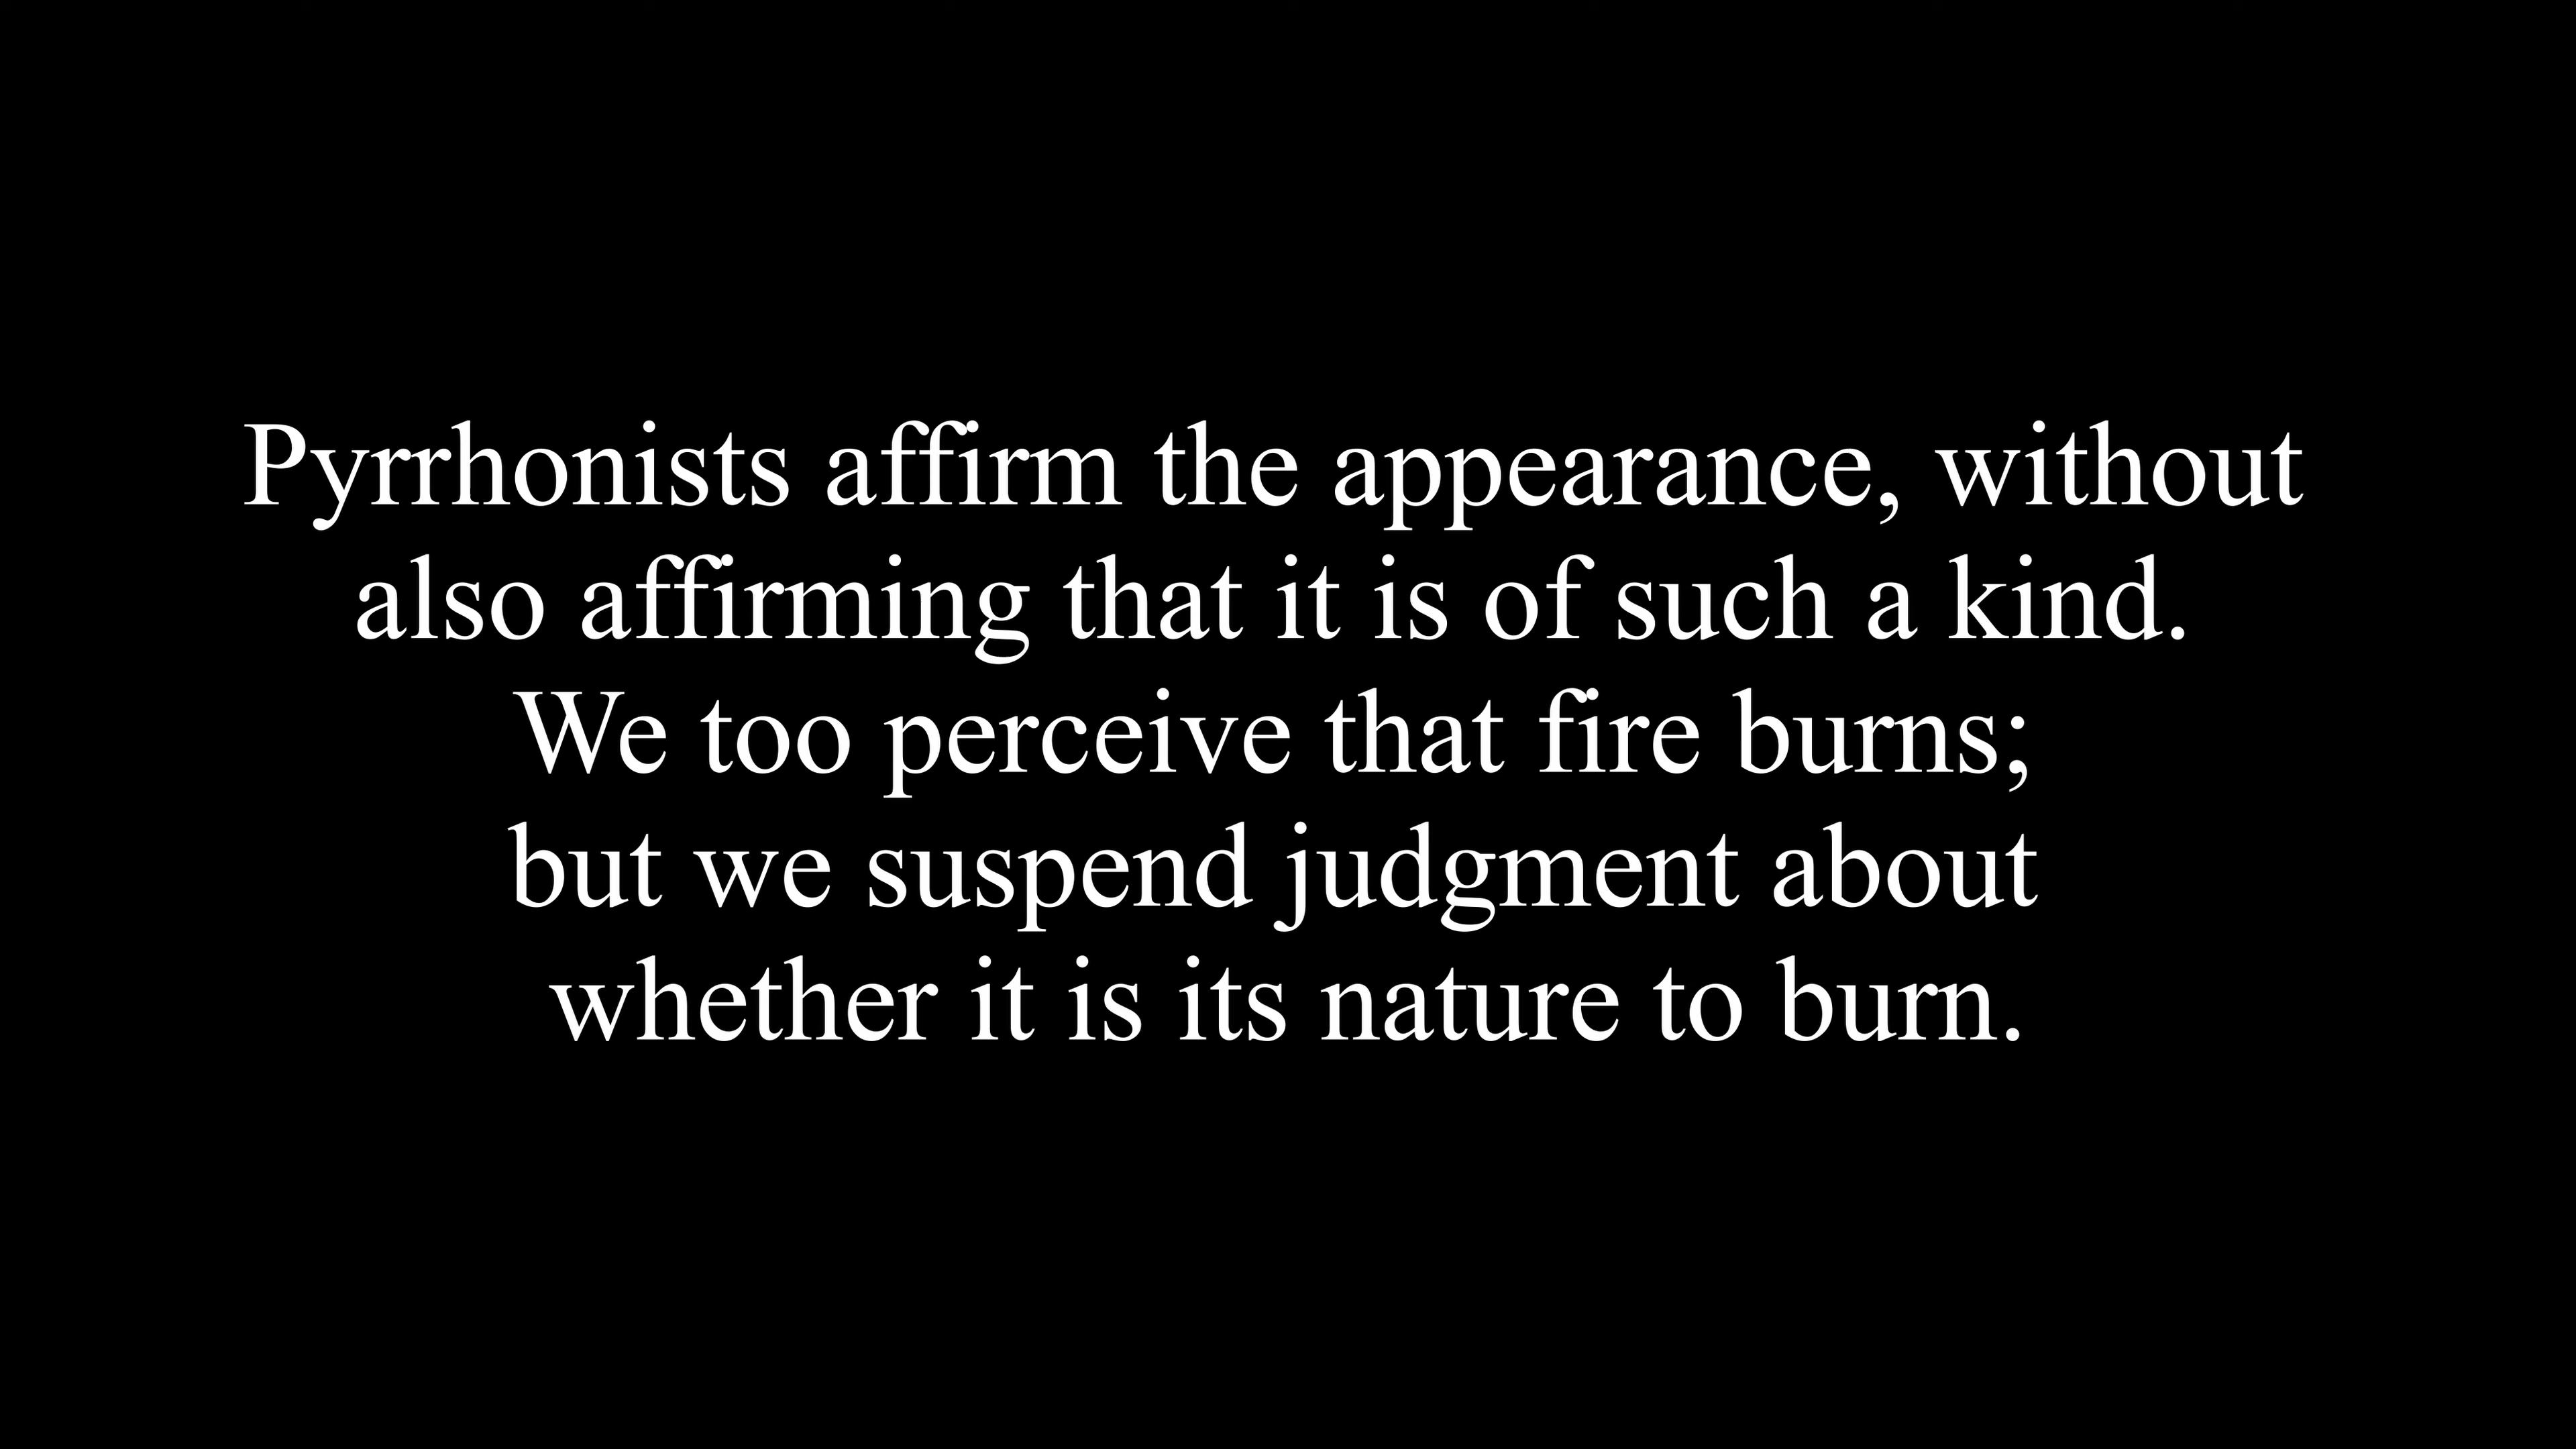 Pyrrhonists affirm the appearance, without
also affirming that it is of such a kind.
We too perceive that fire burns;
but we suspend judgment about
whether it is its nature to burn.